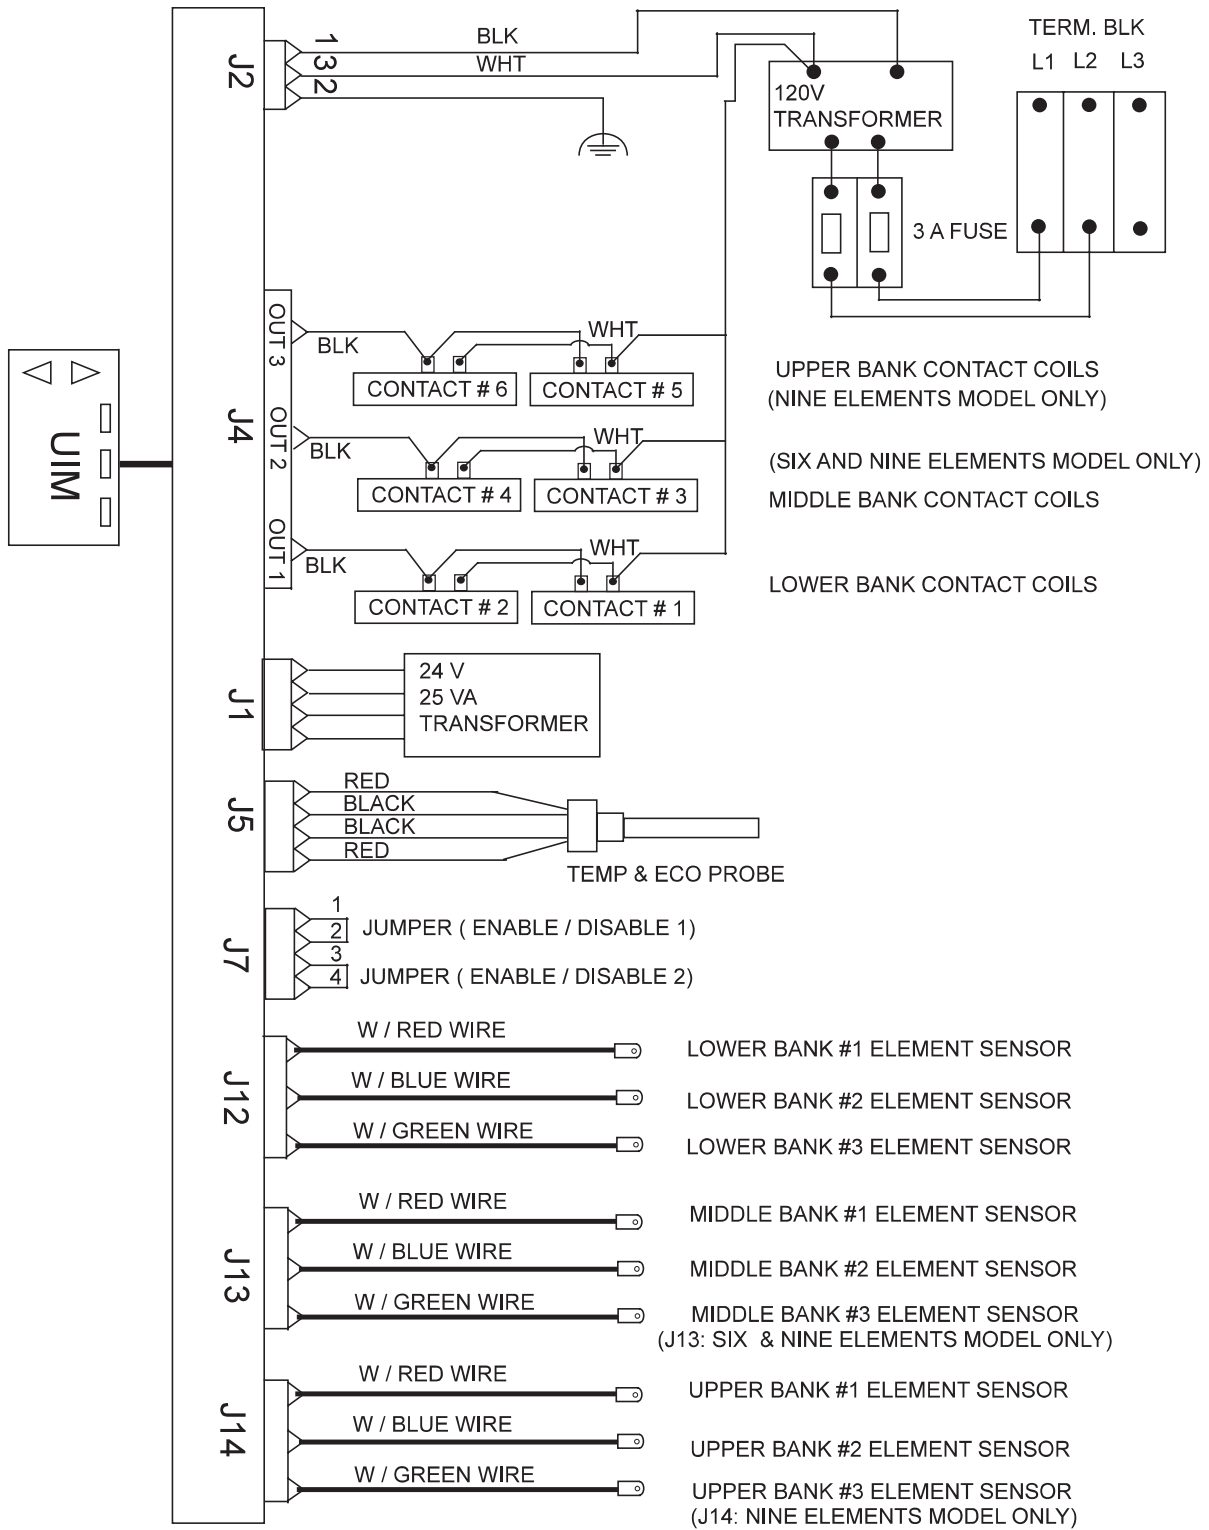 TERM. BLK
L1 L2 L3
J2
1
3
2
BLK
WHT
120V
TRANSFORMER
3 A FUSE
UIM
J4
OUT 3
BLK
WHT
CONTACT # 6
CONTACT # 5
UPPER BANK CONTACT COILS
(NINE ELEMENTS MODEL ONLY)
OUT 2
BLK
WHT
CONTACT # 4
CONTACT # 3
(SIX AND NINE ELEMENTS MODEL ONLY)
MIDDLE BANK CONTACT COILS
OUT 1
BLK
WHT
CONTACT # 2
CONTACT # 1
LOWER BANK CONTACT COILS
J1
24 V
25 VA
TRANSFORMER
J5
RED
BLACK
BLACK
RED
TEMP & ECO PROBE
J7
1
2
JUMPER ( ENABLE / DISABLE 1)
3
4
JUMPER ( ENABLE / DISABLE 2)
J12
W / RED WIRE
LOWER BANK #1 ELEMENT SENSOR
W / BLUE WIRE
LOWER BANK #2 ELEMENT SENSOR
W / GREEN WIRE
LOWER BANK #3 ELEMENT SENSOR
J13
W / RED WIRE
MIDDLE BANK #1 ELEMENT SENSOR
W / BLUE WIRE
MIDDLE BANK #2 ELEMENT SENSOR
W / GREEN WIRE
MIDDLE BANK #3 ELEMENT SENSOR
(J13: SIX & NINE ELEMENTS MODEL ONLY)
J14
W / RED WIRE
UPPER BANK #1 ELEMENT SENSOR
W / BLUE WIRE
UPPER BANK #2 ELEMENT SENSOR
W / GREEN WIRE
UPPER BANK #3 ELEMENT SENSOR
(J14: NINE ELEMENTS MODEL ONLY)